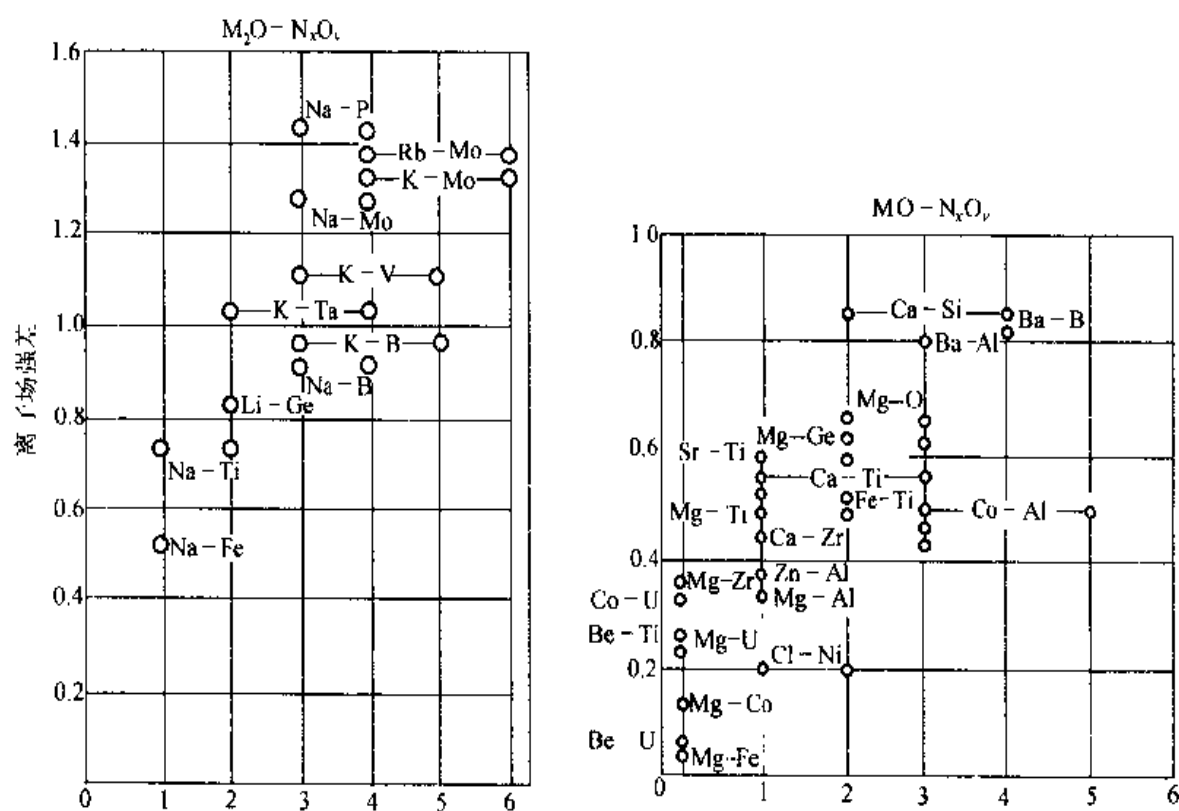 M₂O－NₓOᵧ
1.6
1.4
1.2
1.0
0.8
0.6
0.4
0.2
离子场强差
Na－P
Rb－Mo
K－Mo
Na－Mo
K－V
K－Ta
K－B
Na－B
Li－Ge
Na－Ti
Na－Fe
0 1 2 3 4 5 6
MO－NₓOᵧ
1.0
0.8
0.6
0.4
0.2
Ca－Si
Ba－B
Ba－Al
Mg－O
Mg－Ge
Sr－Ti
Ca－Ti
Fe－Ti
Mg－Ti
Co－Al
Ca－Zr
Zn－Al
Mg－Zr
Mg－Al
Co－U
Be－Ti
Mg－U
Cl－Ni
Mg－Co
Be U
Mg－Fe
0 1 2 3 4 5 6